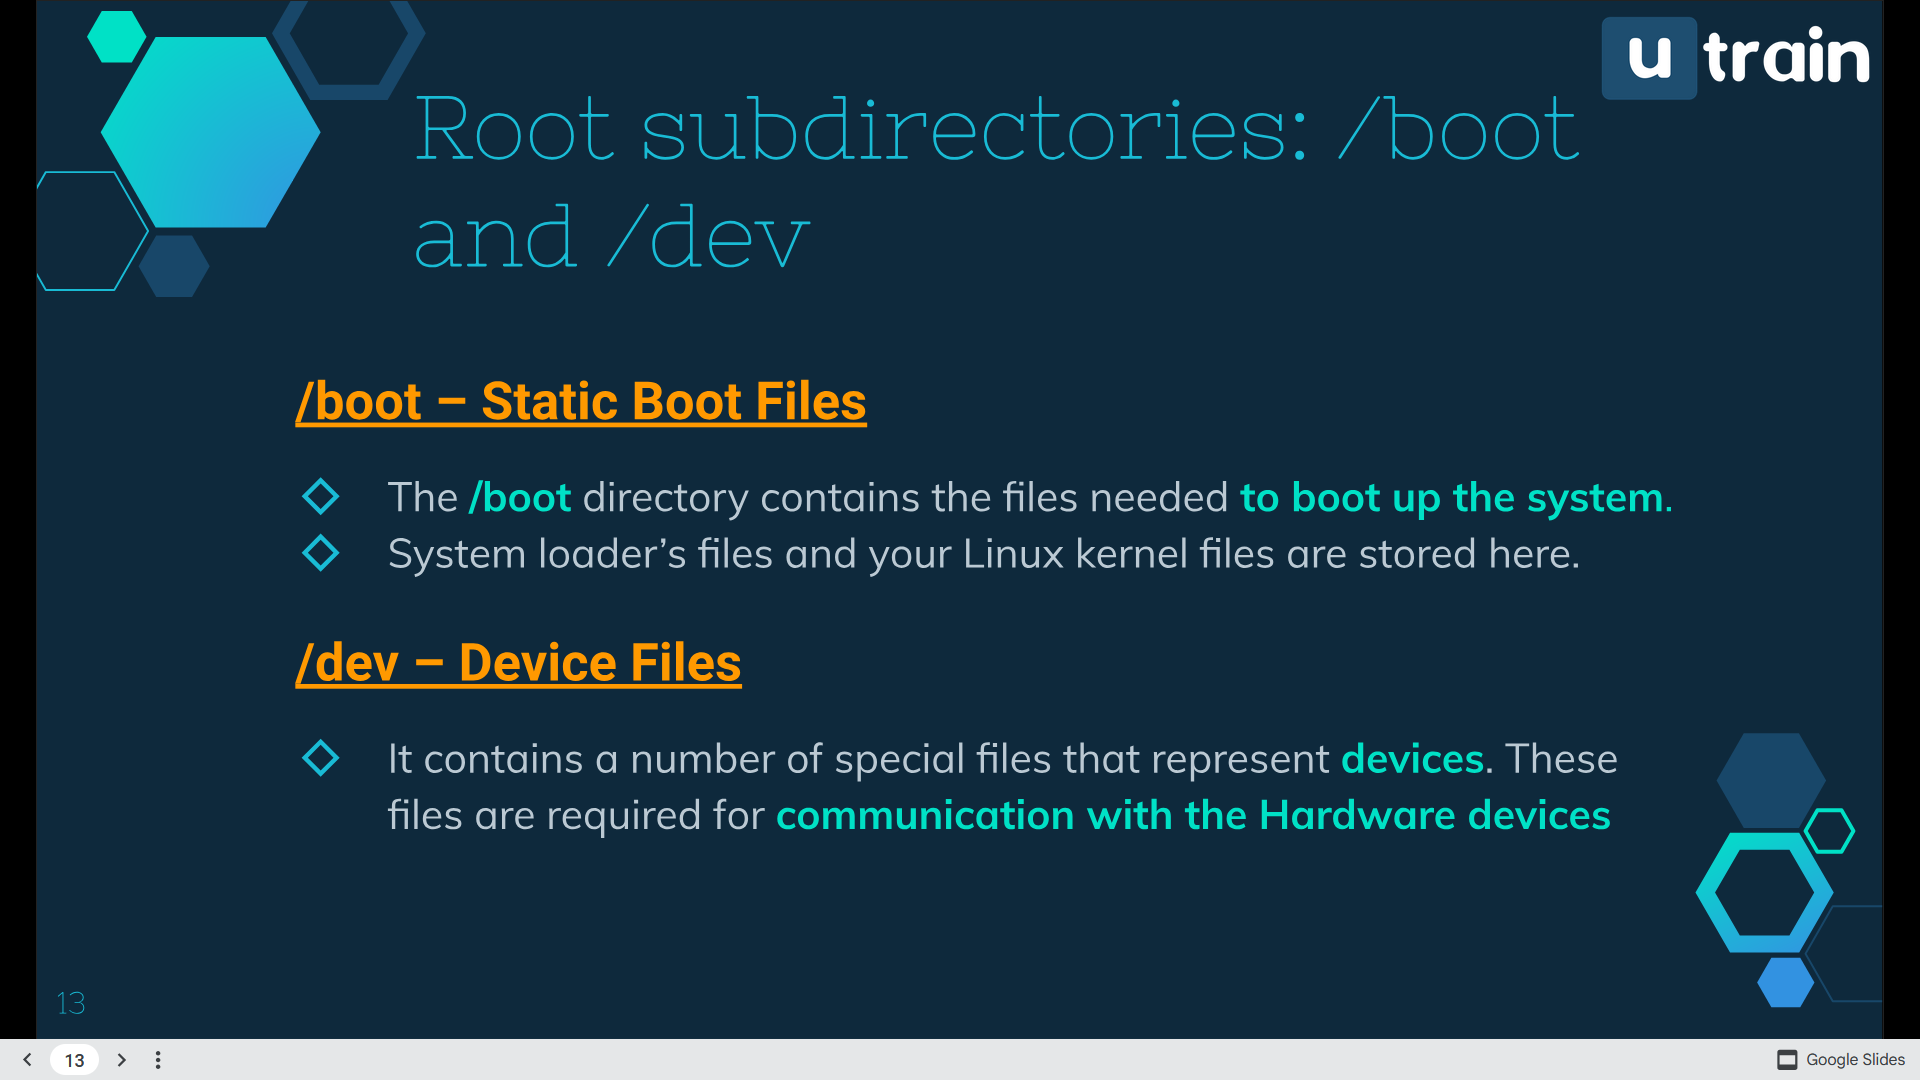 u train
Root subdirectories: /boot
and /dev
/boot – Static Boot Files
The /boot directory contains the files needed to boot up the system.
System loader’s files and your Linux kernel files are stored here.
/dev – Device Files
It contains a number of special files that represent devices. These
files are required for communication with the Hardware devices
13
13
Google Slides